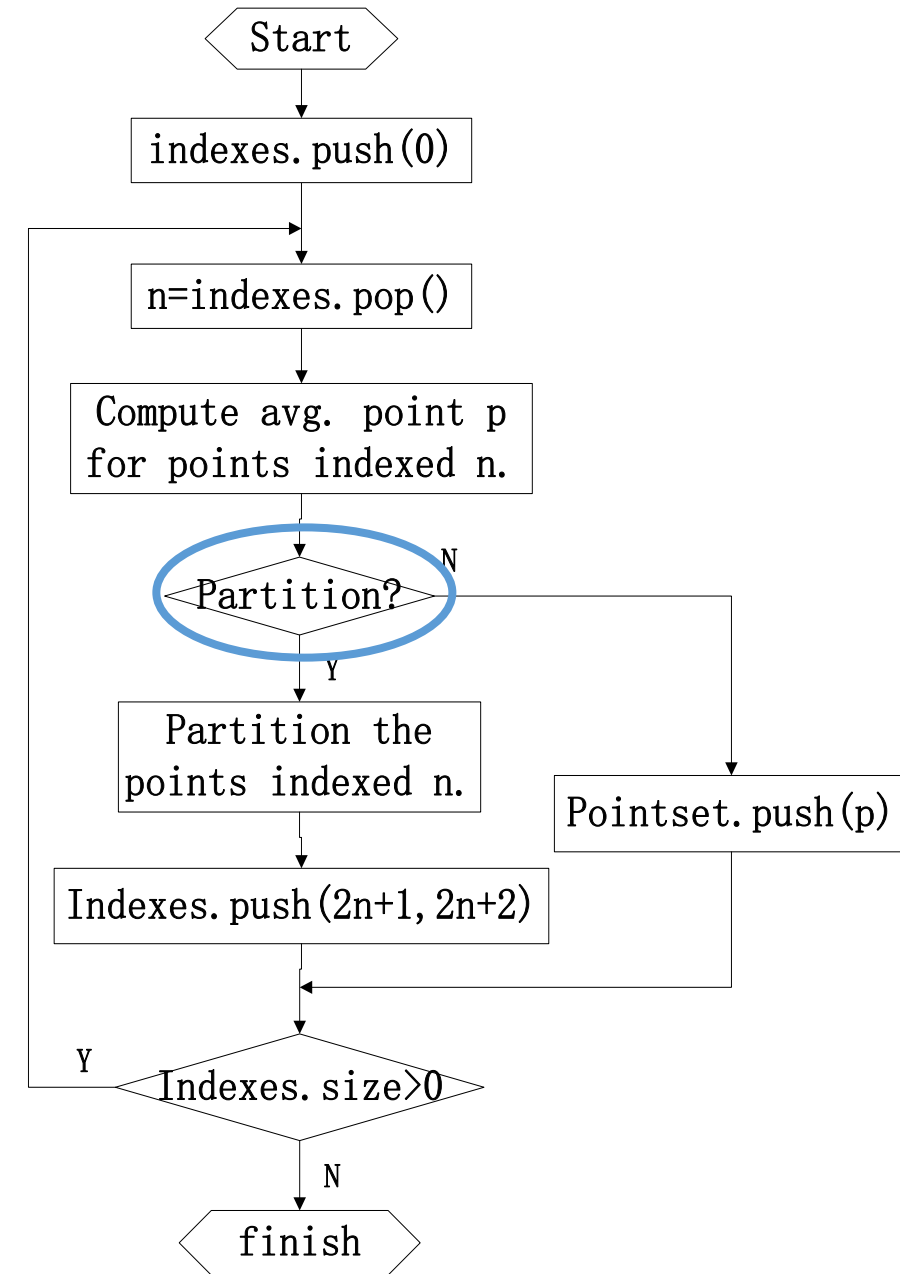 Start
indexes.push(0)
n=indexes.pop()
Compute avg. point p
for points indexed n.
Partition?
N
Y
Partition the
points indexed n.
Pointset.push(p)
Indexes.push(2n+1,2n+2)
Y
Indexes.size>0
N
finish